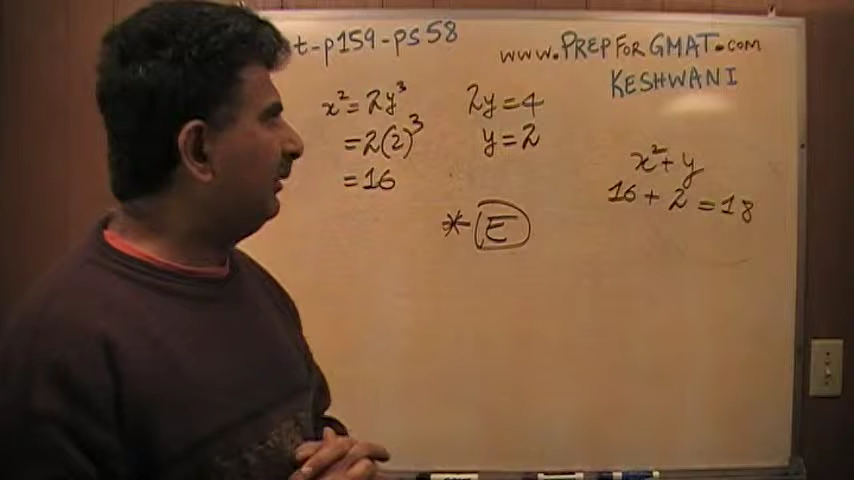 t-p159-PS58
www.PREPFORGMAT.com
KESHWANI
x² = 2y³
= 2(2)³
= 16
2y = 4
y = 2
* E
x² + y
16 + 2 = 18